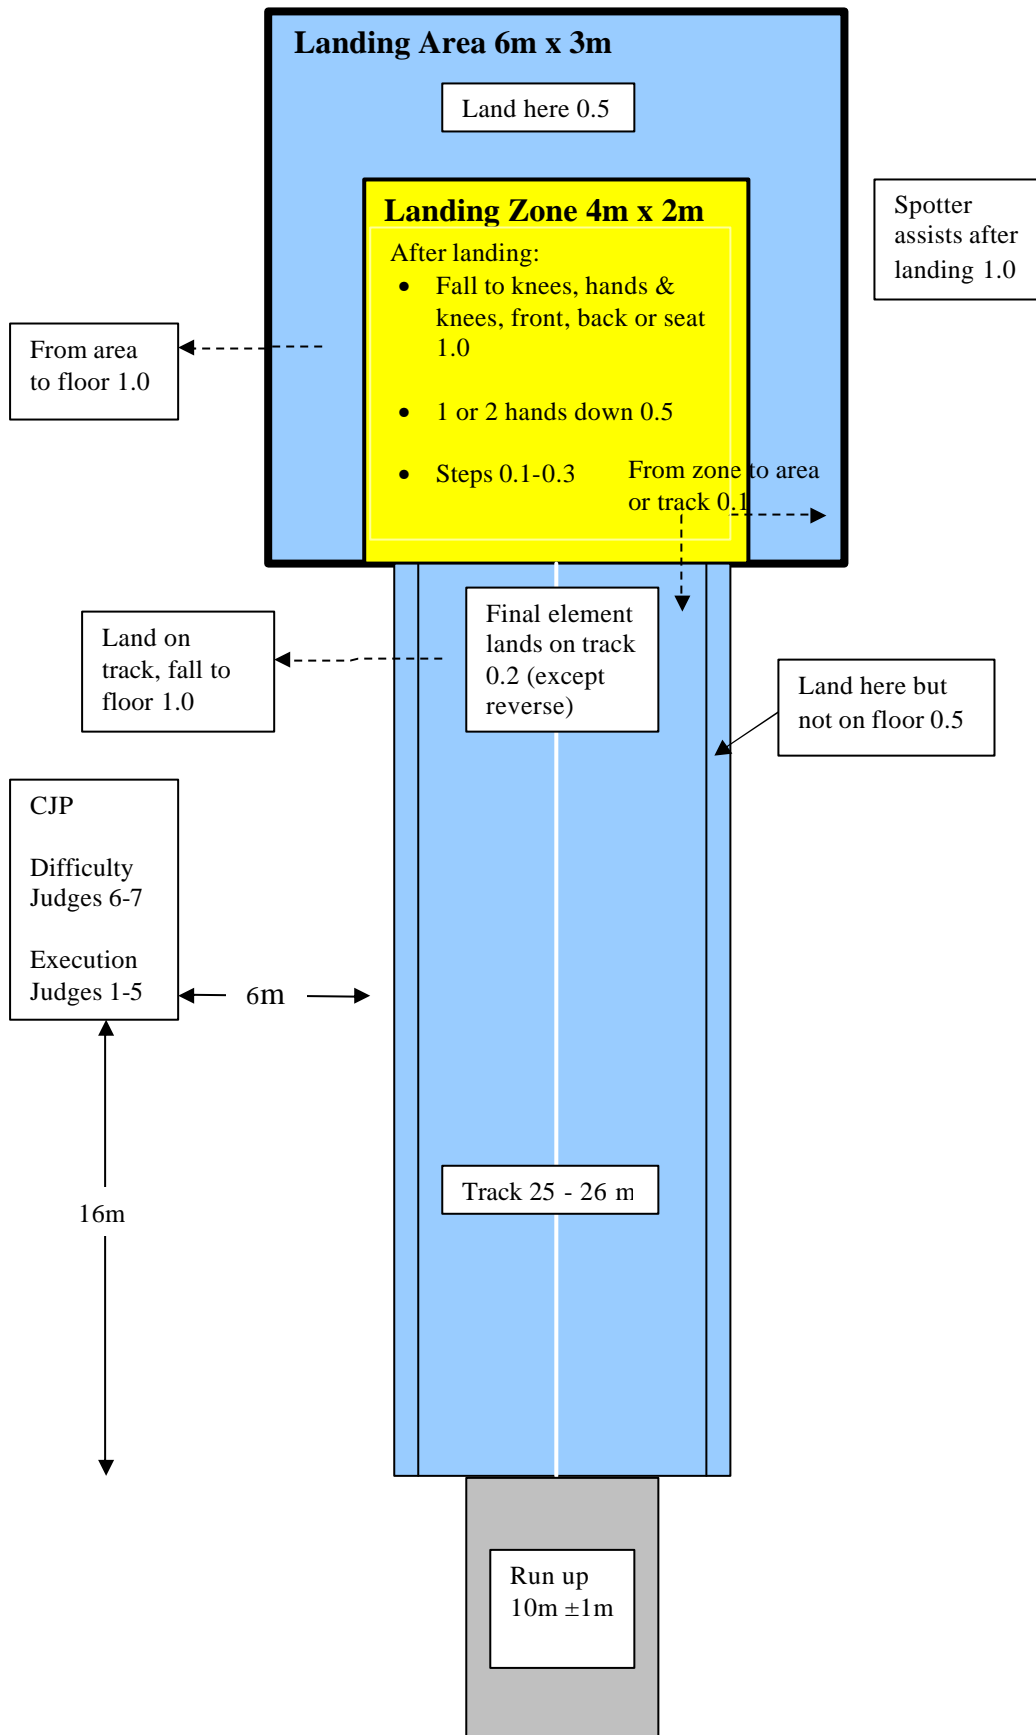 Landing Area 6m x 3m
Land here 0.5
Landing Zone 4m x 2m
After landing:
• Fall to knees, hands &
knees, front, back or seat
1.0
• 1 or 2 hands down 0.5
• Steps 0.1-0.3
From zone to area
or track 0.1
Spotter
assists after
landing 1.0
From area
to floor 1.0
Land on
track, fall to
floor 1.0
Final element
lands on track
0.2 (except
reverse)
Land here but
not on floor 0.5
CJP
Difficulty
Judges 6-7
Execution
Judges 1-5
6m
16m
Track 25 - 26 m
Run up
10m ±1m